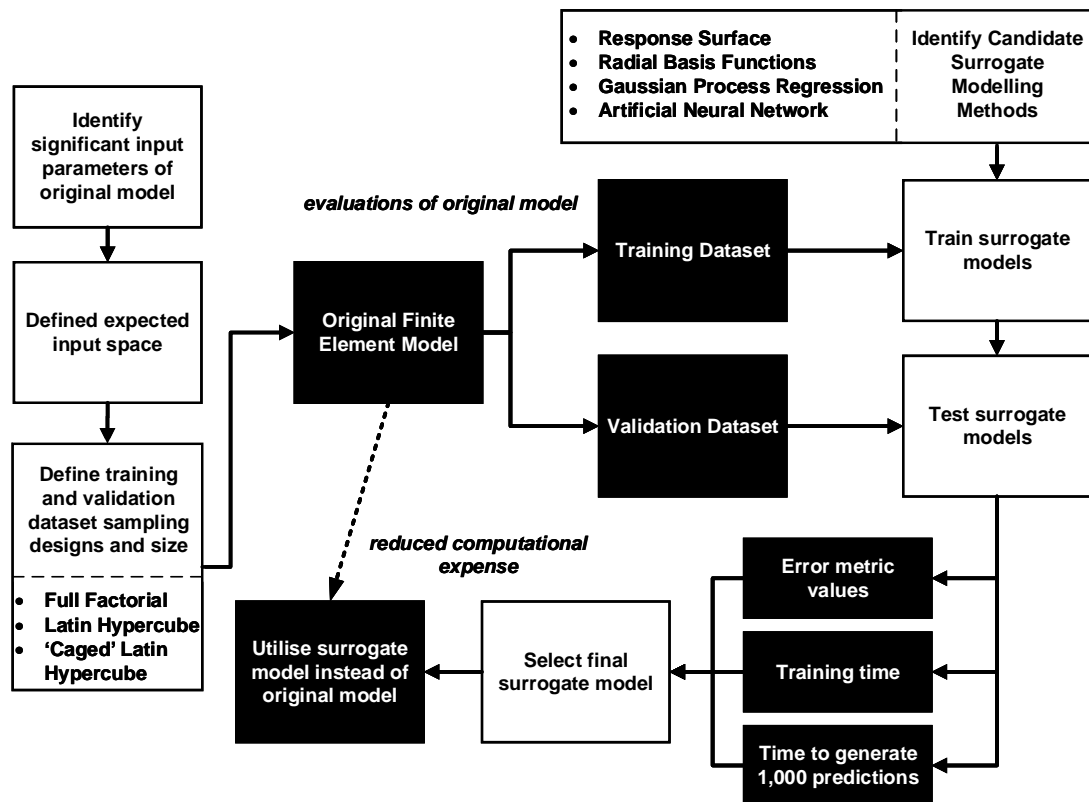 • Response Surface
• Radial Basis Functions
• Gaussian Process Regression
• Artificial Neural Network
Identify Candidate
Surrogate
Modelling
Methods
Identify
significant input
parameters of
original model
evaluations of original model
Training Dataset
Train surrogate
models
Defined expected
input space
Original Finite
Element Model
Validation Dataset
Test surrogate
models
Define training
and validation
dataset sampling
designs and size
• Full Factorial
• Latin Hypercube
• ‘Caged’ Latin
Hypercube
reduced computational
expense
Error metric
values
Utilise surrogate
model instead of
original model
Select final
surrogate model
Training time
Time to generate
1,000 predictions